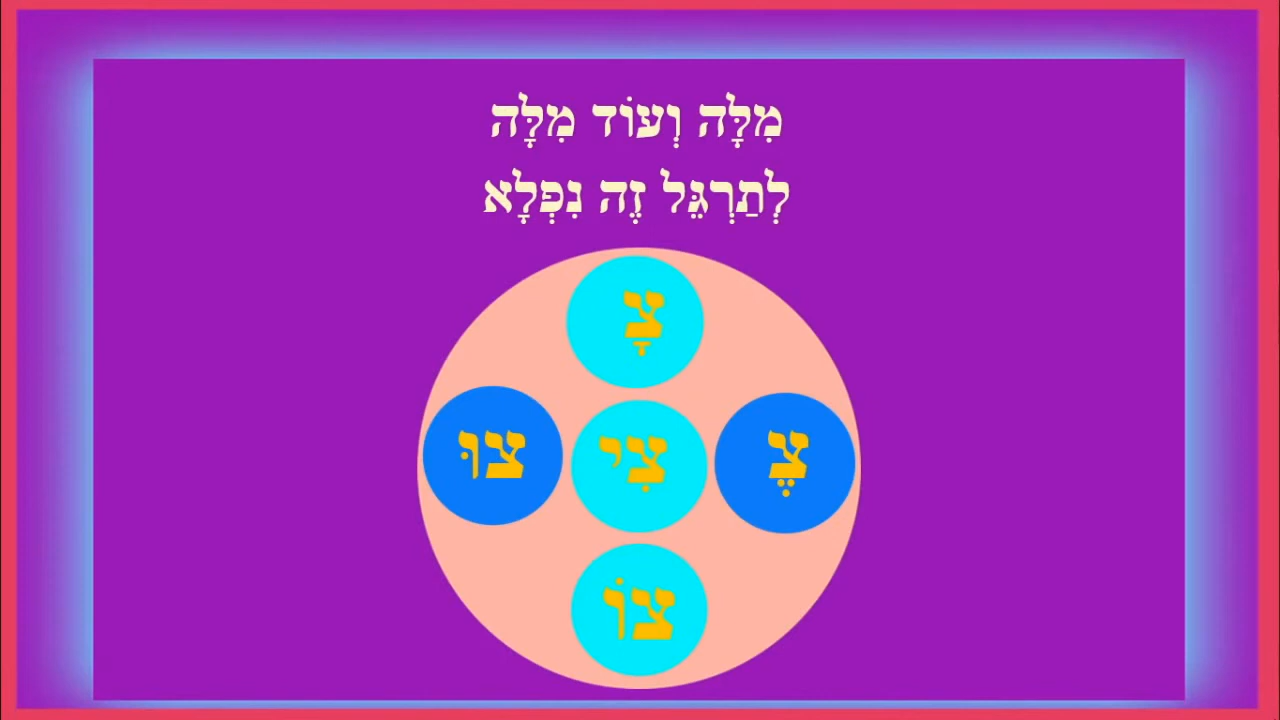 מִלָּה וְעוֹד מִלָּה
לְתַרְגֵּל זֶה נִפְלָא
צָ
צֶ
צִי
צוּ
צוֹ